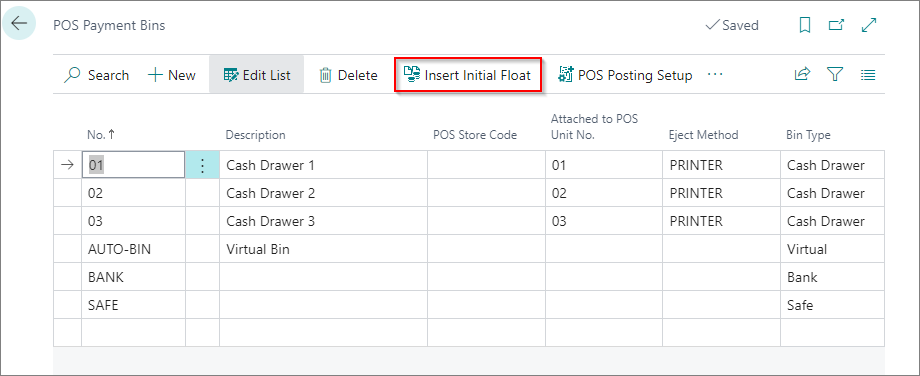 POS Payment Bins
Saved
Search
New
Edit List
Delete
Insert Initial Float
POS Posting Setup
No. ↑
Description
POS Store Code
Attached to POS
Unit No.
Eject Method
Bin Type
01 Cash Drawer 1 01 PRINTER Cash Drawer
02 Cash Drawer 2 02 PRINTER Cash Drawer
03 Cash Drawer 3 03 PRINTER Cash Drawer
AUTO-BIN Virtual Bin Virtual
BANK Bank
SAFE Safe